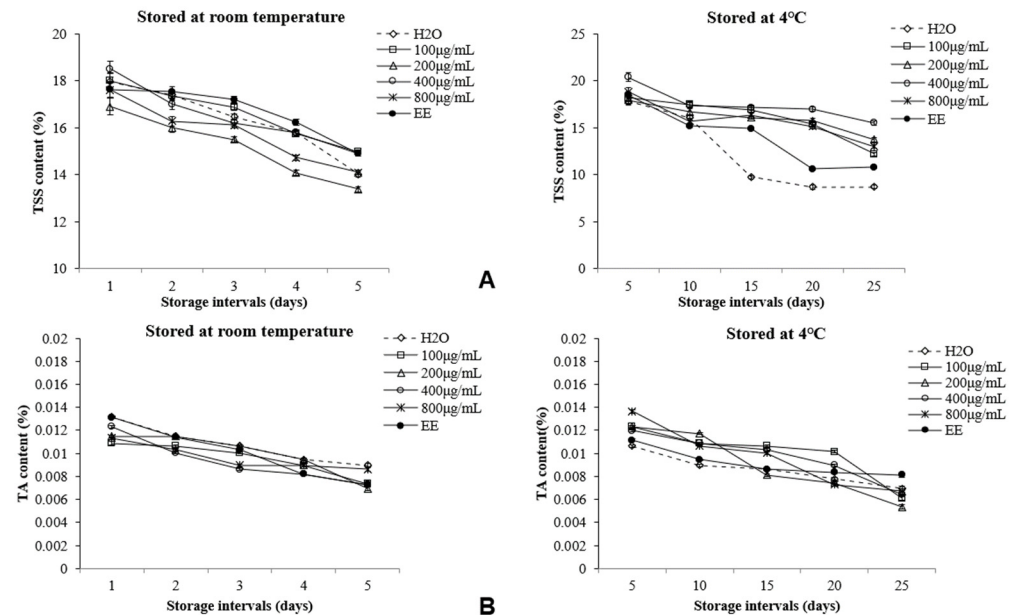 Stored at room temperature
20
18
16
14
12
10
TSS content (%)
1 2 3 4 5
Storage intervals (days)
H2O
100μg/mL
200μg/mL
400μg/mL
800μg/mL
EE
Stored at 4°C
25
20
15
10
5
0
TSS content (%)
5 10 15 20 25
Storage intervals (days)
H2O
100μg/mL
200μg/mL
400μg/mL
800μg/mL
EE
A
Stored at room temperature
0.02
0.018
0.016
0.014
0.012
0.01
0.008
0.006
0.004
0.002
0
TA content (%)
1 2 3 4 5
Storage intervals (days)
H2O
100μg/mL
200μg/mL
400μg/mL
800μg/mL
EE
Stored at 4°C
0.02
0.018
0.016
0.014
0.012
0.01
0.008
0.006
0.004
0.002
0
TA content(%)
5 10 15 20 25
Storage intervals (days)
H2O
100μg/mL
200μg/mL
400μg/mL
800μg/mL
EE
B